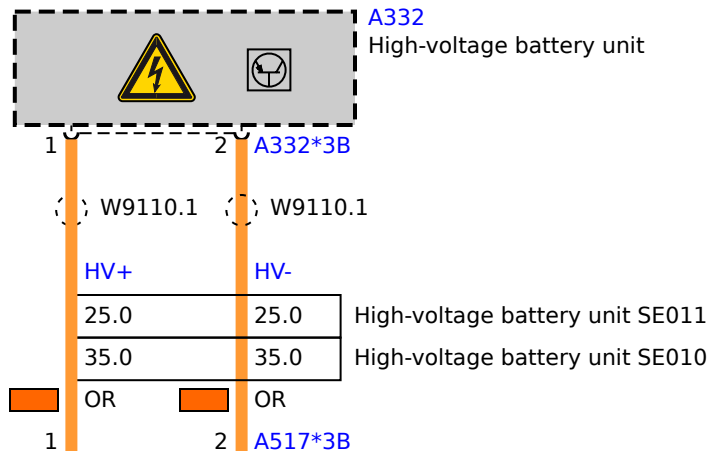 A332
High-voltage battery unit
1 2 A332*3B
W9110.1 W9110.1
HV+ HV-
25.0 25.0 High-voltage battery unit SE011
35.0 35.0 High-voltage battery unit SE010
OR OR
1 2 A517*3B